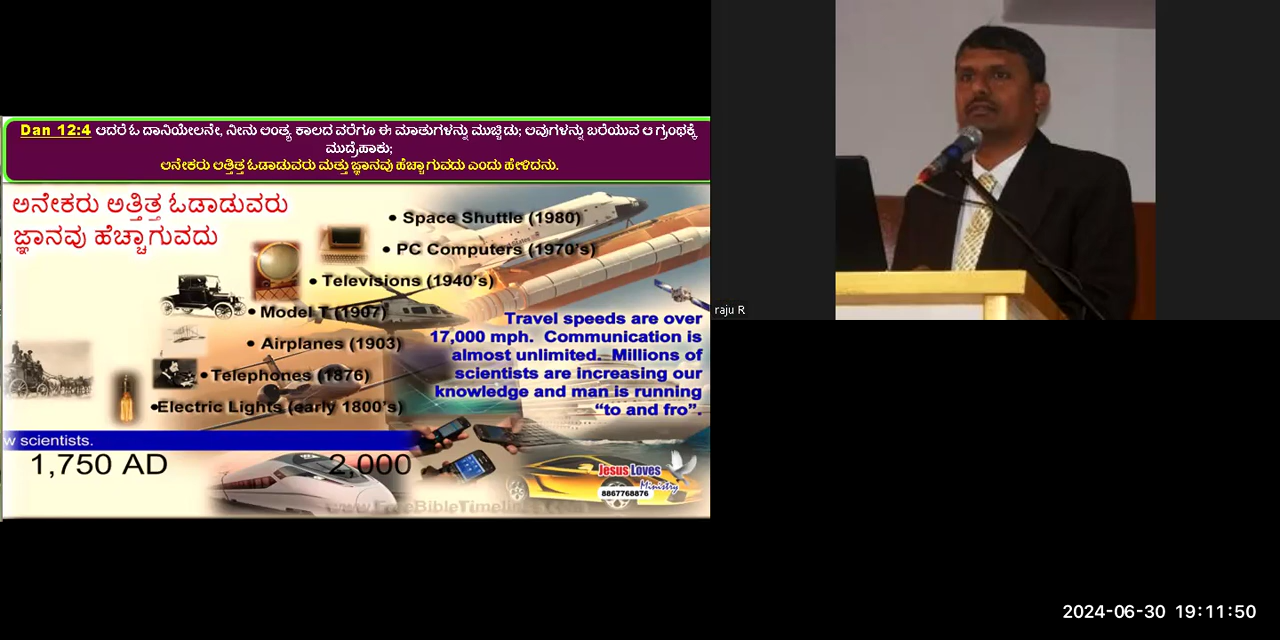 Dan 12:4 ಆದರೆ ಓ ದಾನಿಯೇಲನೇ, ನೀನು ಅಂತ್ಯ ಕಾಲದ ವರೆಗೂ ಈ ಮಾತುಗಳನ್ನು ಮುಚ್ಚಿಡು; ಅವುಗಳನ್ನು ಬರೆಯುವ ಆ ಗ್ರಂಥಕ್ಕೆ
ಮುದ್ರೆಹಾಕು;
ಅನೇಕರು ಅತ್ತಿತ್ತ ಓಡಾಡುವರು ಮತ್ತು ಜ್ಞಾನವು ಹೆಚ್ಚಾಗುವದು ಎಂದು ಹೇಳಿದನು.
ಅನೇಕರು ಅತ್ತಿತ್ತ ಓಡಾಡುವರು
ಜ್ಞಾನವು ಹೆಚ್ಚಾಗುವದು
• Space Shuttle (1980)
• PC Computers (1970's)
• Televisions (1940's)
• Model T (1907)
• Airplanes (1903)
• Telephones (1876)
•Electric Lights (early 1800's)
Travel speeds are over
17,000 mph. Communication is
almost unlimited. Millions of
scientists are increasing our
knowledge and man is running
"to and fro".
w scientists.
1,750 AD
2,000
Jesus Loves
Ministry
8867768876
raju R
2024-06-30 19:11:50